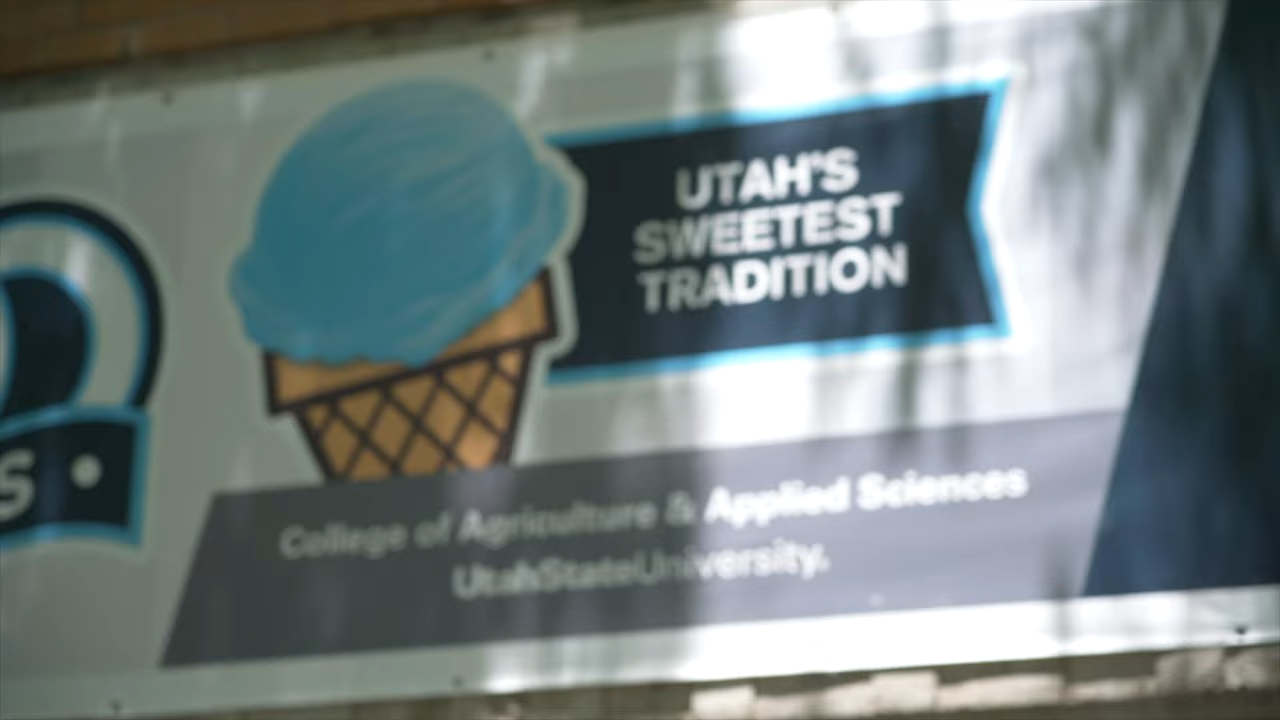 UTAH'S
SWEETEST
TRADITION
S •
College of Agriculture & Applied Sciences
UtahStateUniversity.